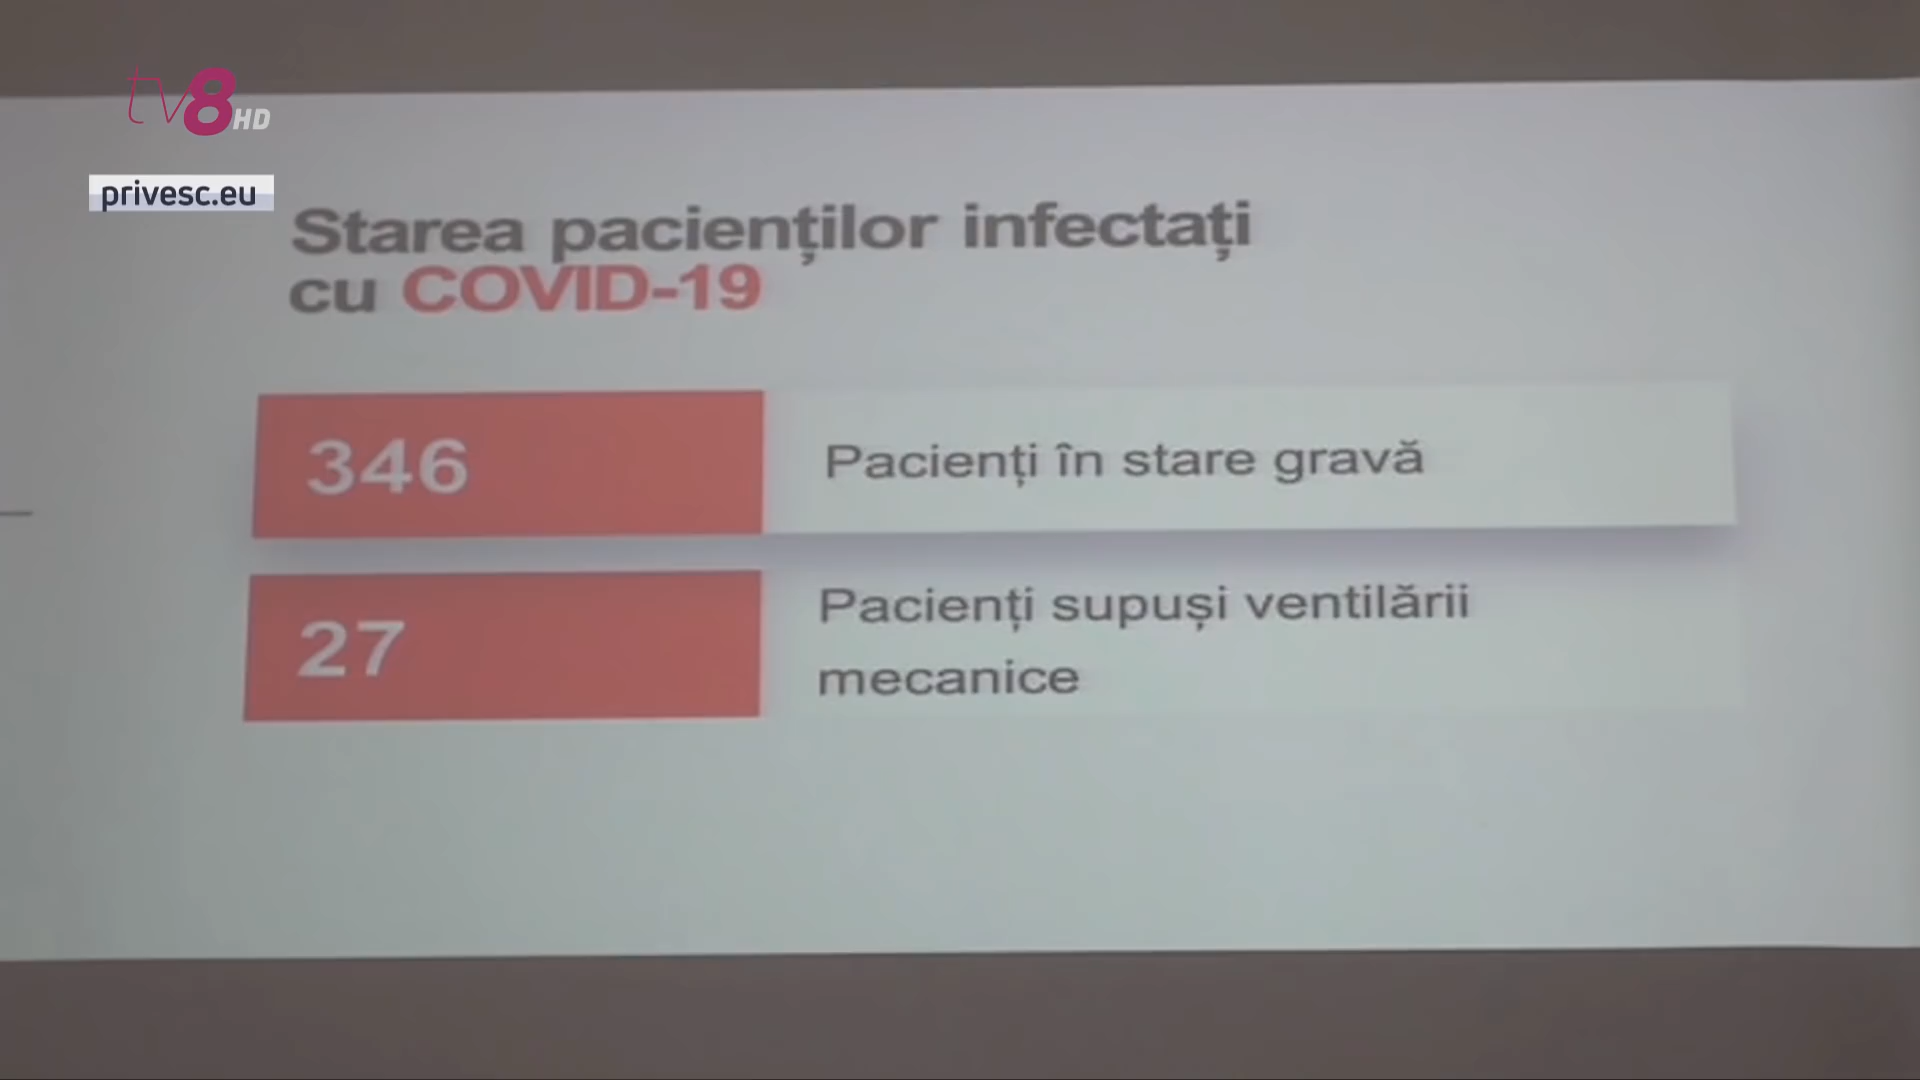 tv8HD
privesc.eu
Starea pacienților infectați
cu COVID-19
346
Pacienți în stare gravă
27
Pacienți supuși ventilării
mecanice